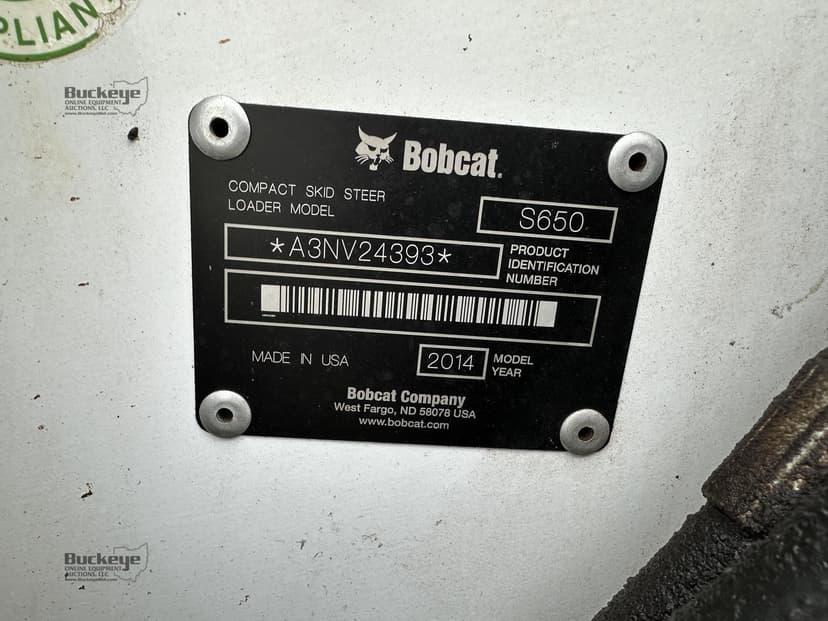 PLIAN
Buckeye
ONLINE EQUIPMENT
AUCTIONS, LLC
Bobcat.
COMPACT SKID STEER
LOADER MODEL
S650
*A3NV24393*
PRODUCT
IDENTIFICATION
NUMBER
MADE IN USA
2014
MODEL
YEAR
Bobcat Company
West Fargo, ND 58078 USA
www.bobcat.com
Buckeye
ONLINE EQUIPMENT
AUCTIONS, LLC